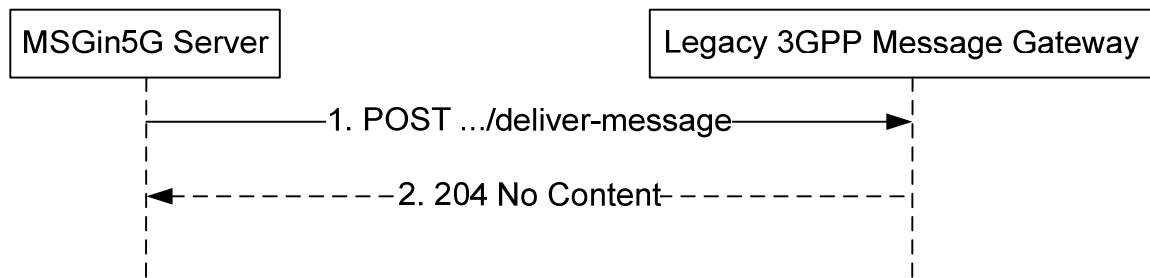 MSGin5G Server
Legacy 3GPP Message Gateway
1. POST .../deliver-message
2. 204 No Content